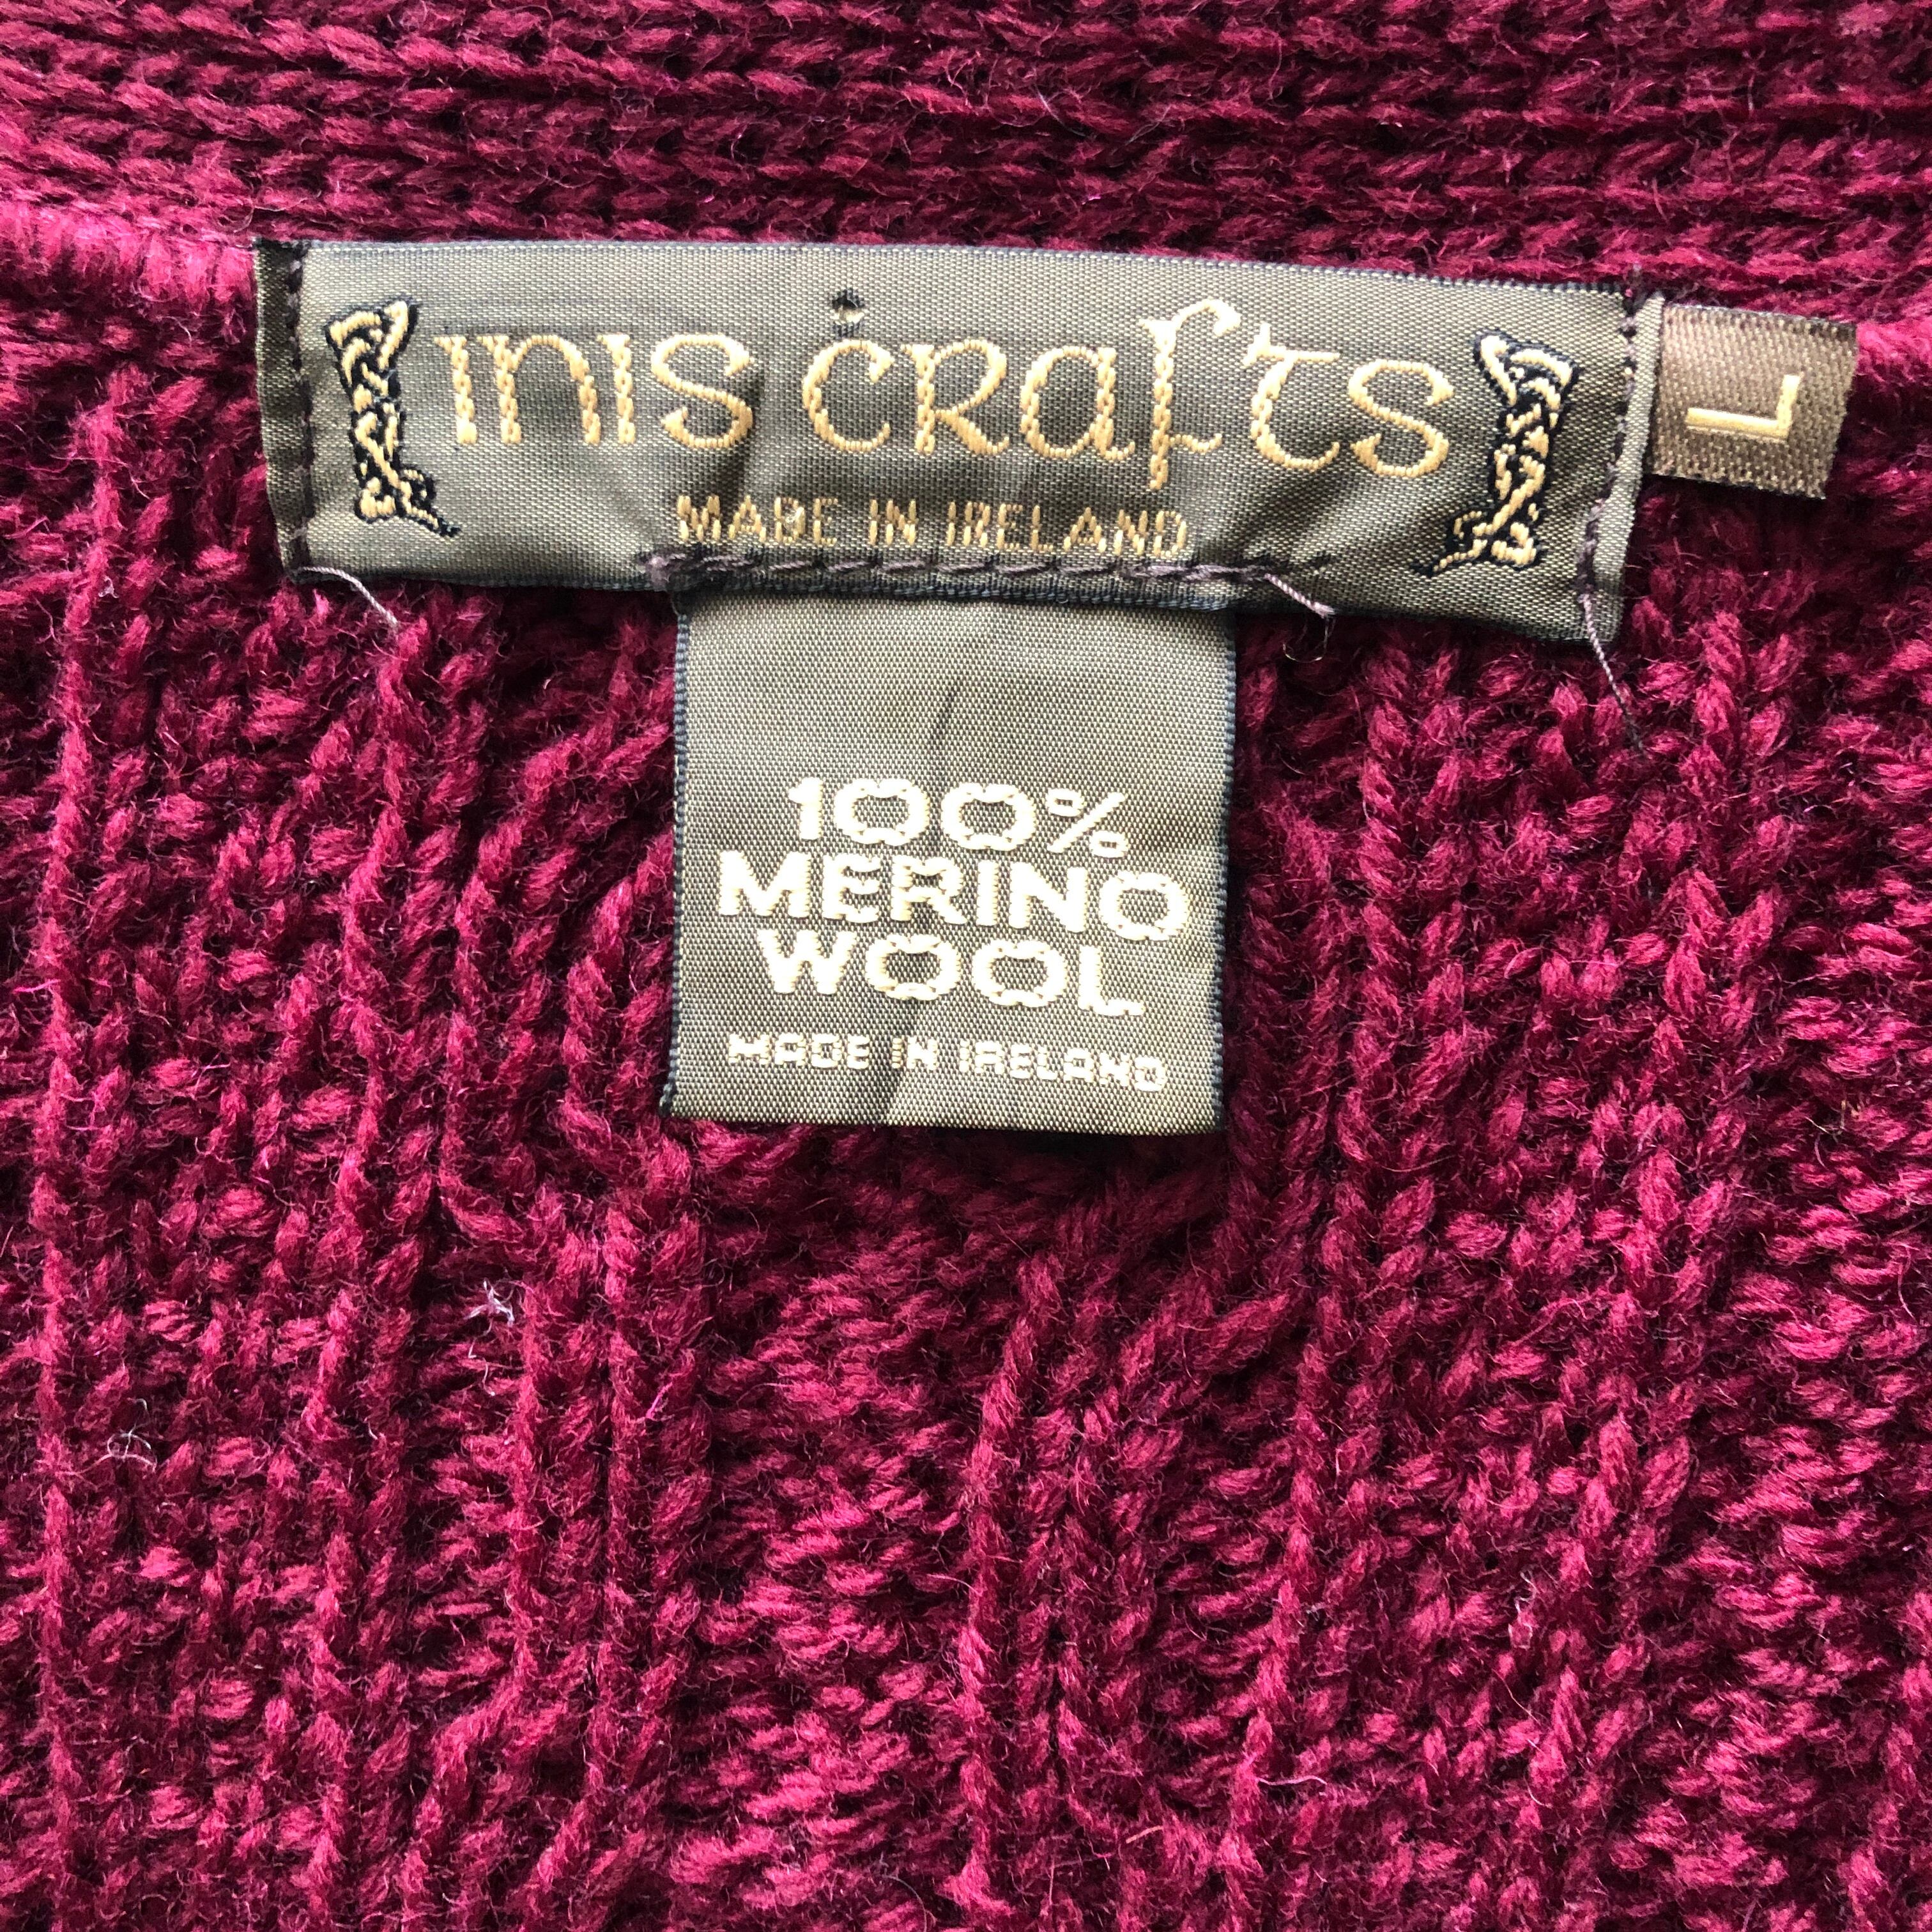 INIS CRAFTS
MADE IN IRELAND
L
100%
MERINO
WOOL
MADE IN IRELAND